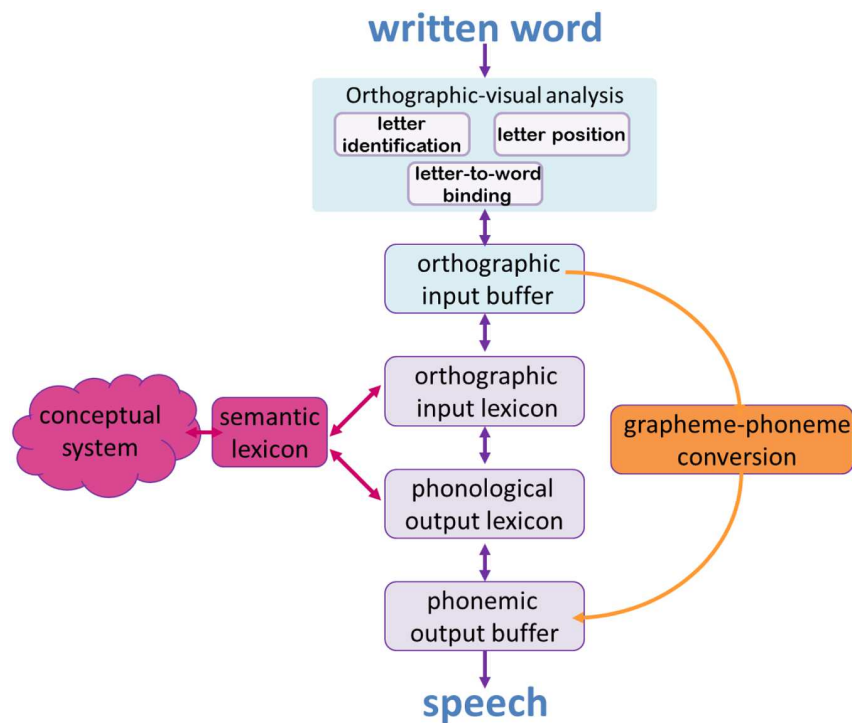 written word
Orthographic-visual analysis
letter
identification
letter position
letter-to-word
binding
orthographic
input buffer
orthographic
input lexicon
conceptual
system
semantic
lexicon
grapheme-phoneme
conversion
phonological
output lexicon
phonemic
output buffer
speech